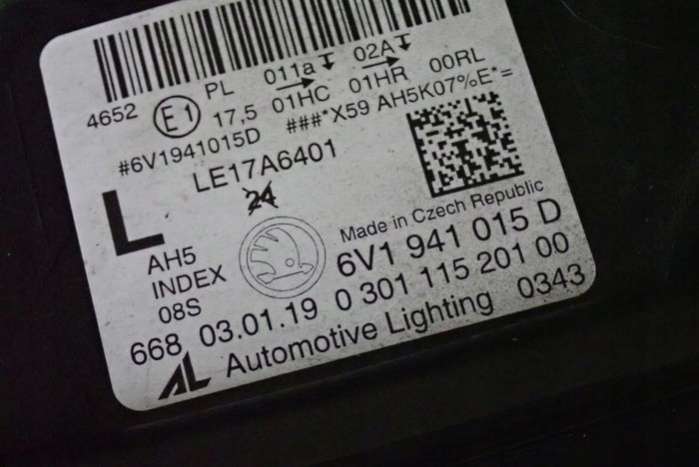 4652 E1 PL 011a 02A 00RL
17,5 01HC 01HR
#6V1941015D ###*X59 AH5K07%E*=
LE17A6401
24
L
AH5
INDEX
08S
Made in Czech Republic
6V1 941 015 D
668 03.01.19 0 301 115 201 00
AL Automotive Lighting 0343